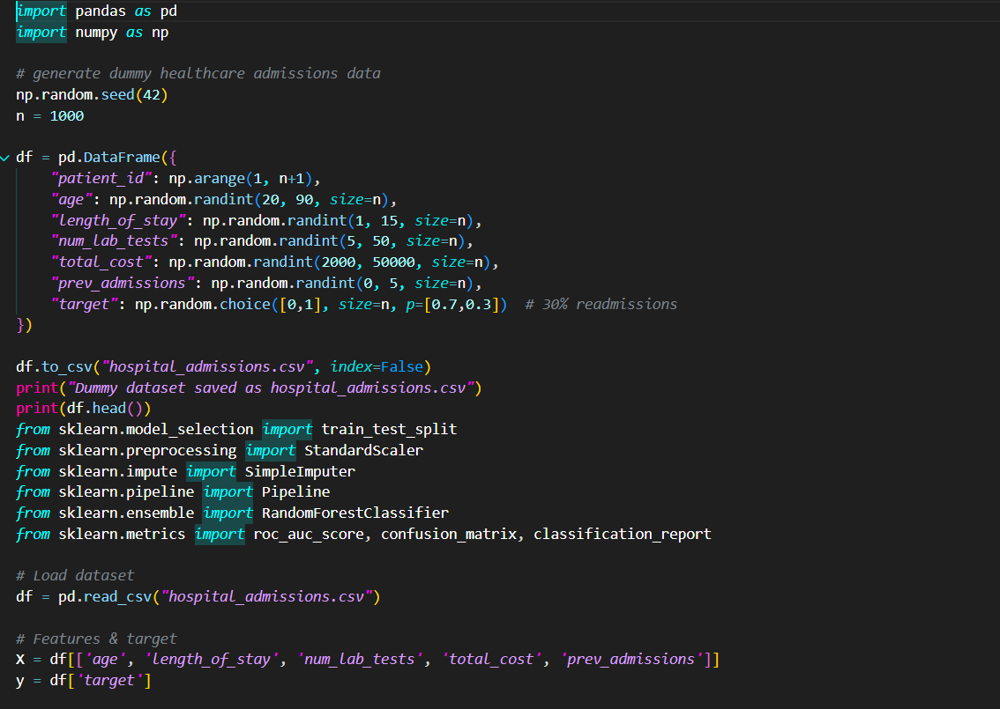 import pandas as pd
import numpy as np
# generate dummy healthcare admissions data
np.random.seed(42)
n = 1000
df = pd.DataFrame({
    "patient_id": np.arange(1, n+1),
    "age": np.random.randint(20, 90, size=n),
    "length_of_stay": np.random.randint(1, 15, size=n),
    "num_lab_tests": np.random.randint(5, 50, size=n),
    "total_cost": np.random.randint(2000, 50000, size=n),
    "prev_admissions": np.random.randint(0, 5, size=n),
    "target": np.random.choice([0,1], size=n, p=[0.7,0.3])  # 30% readmissions
})
df.to_csv("hospital_admissions.csv", index=False)
print("Dummy dataset saved as hospital_admissions.csv")
print(df.head())
from sklearn.model_selection import train_test_split
from sklearn.preprocessing import StandardScaler
from sklearn.impute import SimpleImputer
from sklearn.pipeline import Pipeline
from sklearn.ensemble import RandomForestClassifier
from sklearn.metrics import roc_auc_score, confusion_matrix, classification_report
# Load dataset
df = pd.read_csv("hospital_admissions.csv")
# Features & target
X = df[['age', 'length_of_stay', 'num_lab_tests', 'total_cost', 'prev_admissions']]
y = df['target']